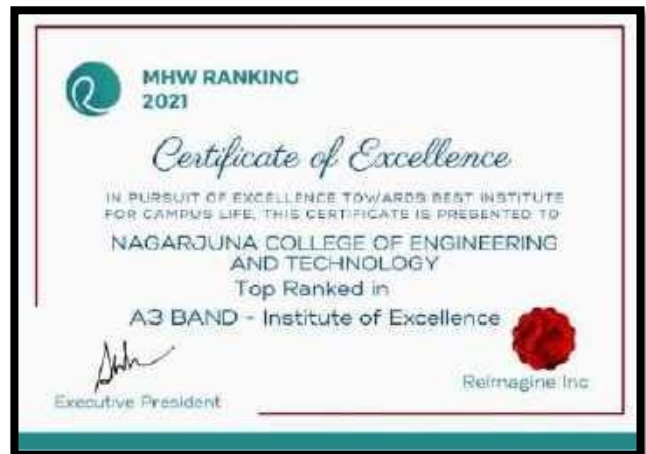 MHW RANKING
2021
Certificate of Excellence
IN PURSUIT OF EXCELLENCE TOWARDS BEST INSTITUTE
FOR CAMPUS LIFE, THIS CERTIFICATE IS PRESENTED TO
NAGARJUNA COLLEGE OF ENGINEERING
AND TECHNOLOGY
Top Ranked in
A3 BAND - Institute of Excellence
Executive President
Reimagine Inc